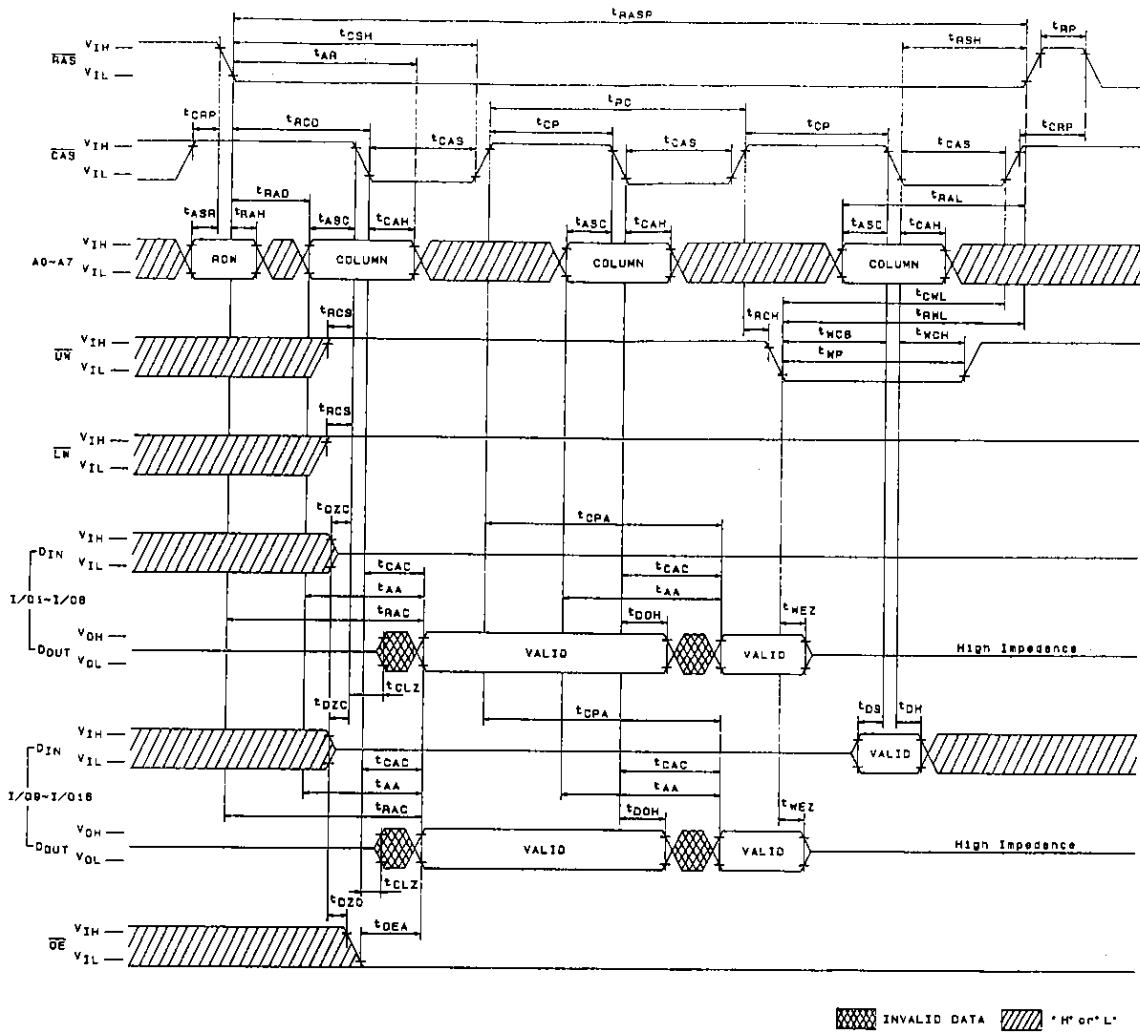 tRASP
tCSH tRSH tRP
tAR
RAS VIH
VIL
tPC
tCRP tRCD tCP tCP tCRP
tCAS tCAS tCAS
CAS VIH
VIL
tRAD tRAL
tASR tRAH tASC tCAH tASC tCAH tASC tCAH
A0~A7 VIH
VIL
ROW COLUMN COLUMN COLUMN
tCWL
tRCS tRCH tRWL
UW VIH
VIL
tWCS tWCH
tWP
tRCS
LW VIH
VIL
tDZC tCPA
I/O1~I/O8
DIN VIH
VIL
tCAC tCAC
tAA tAA
tRAC tDOH tWEZ
DOUT VOH
VOL
VALID VALID High Impedance
tCLZ
tDZC tCPA tDS tDH
I/O9~I/O16
DIN VIH
VIL
VALID
tCAC tCAC
tAA tAA
tRAC tDOH tWEZ
DOUT VOH
VOL
VALID VALID High Impedance
tCLZ
tDZO tOEA
OE VIH
VIL
INVALID DATA "H" or "L"